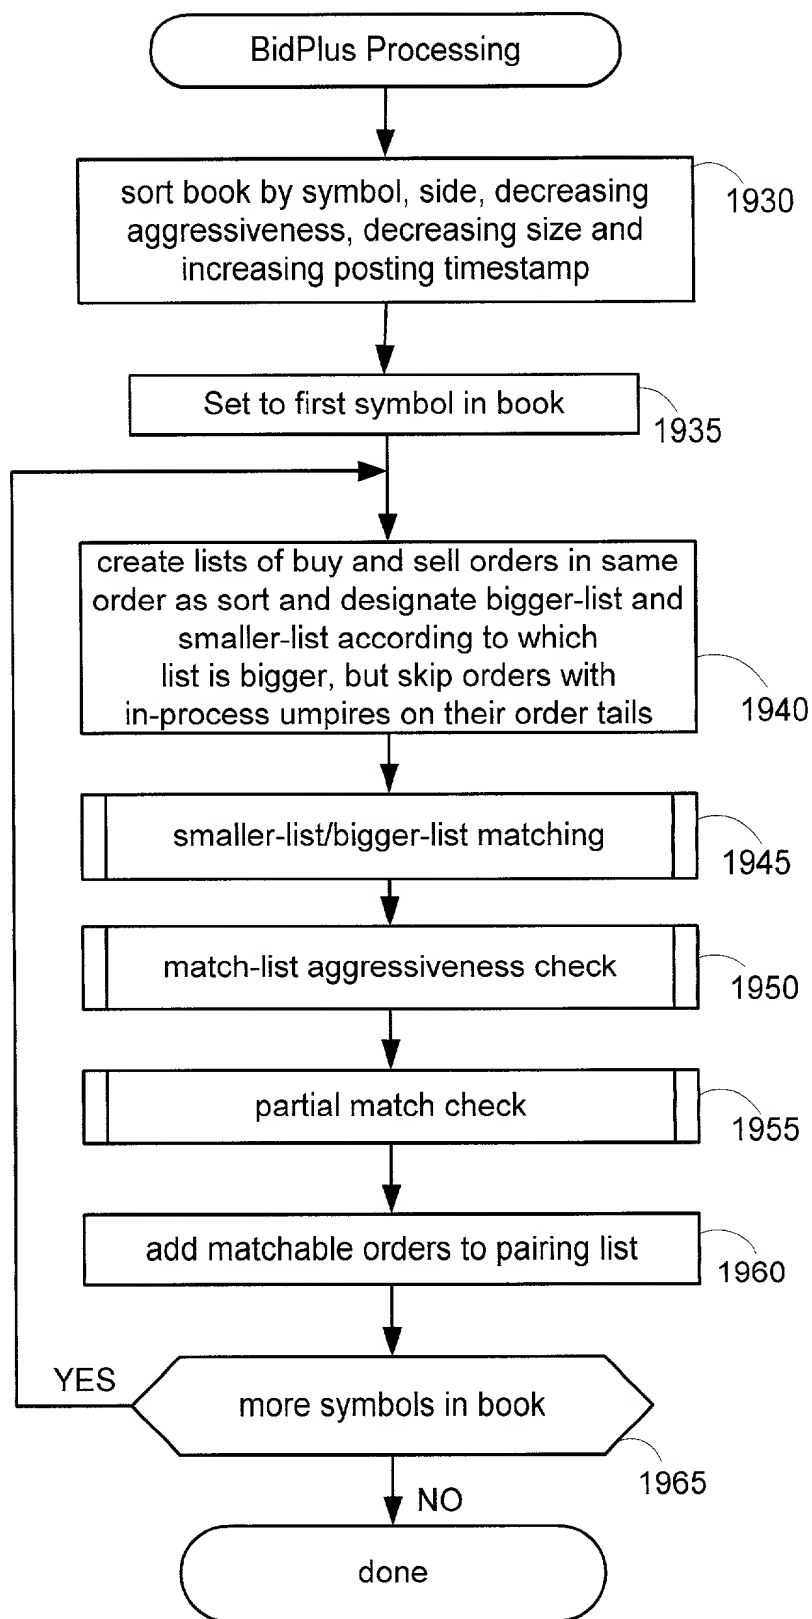 BidPlus Processing
sort book by symbol, side, decreasing
aggressiveness, decreasing size and
increasing posting timestamp
1930
Set to first symbol in book
1935
create lists of buy and sell orders in same
order as sort and designate bigger-list and
smaller-list according to which
list is bigger, but skip orders with
in-process umpires on their order tails
1940
smaller-list/bigger-list matching
1945
match-list aggressiveness check
1950
partial match check
1955
add matchable orders to pairing list
1960
YES
more symbols in book
1965
NO
done